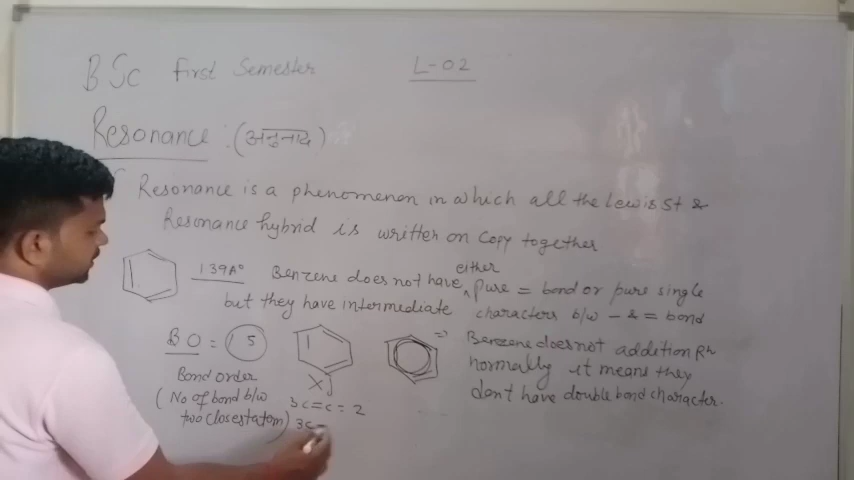 BSc First Semester L-02
Resonance : (अनुनाद)
Resonance is a phenomenon in which all the Lewis St &
Resonance hybrid is written on Copy together
139A° Benzene does not have either pure = bond or pure single
but they have intermediate characters b/w - & = bond
BO = 1.5
Bond order
( No of bond b/w
two closest atom)
X
3C=C = 2
3C-
Benzene does not addition Rn
normally it means they
don't have double bond character.